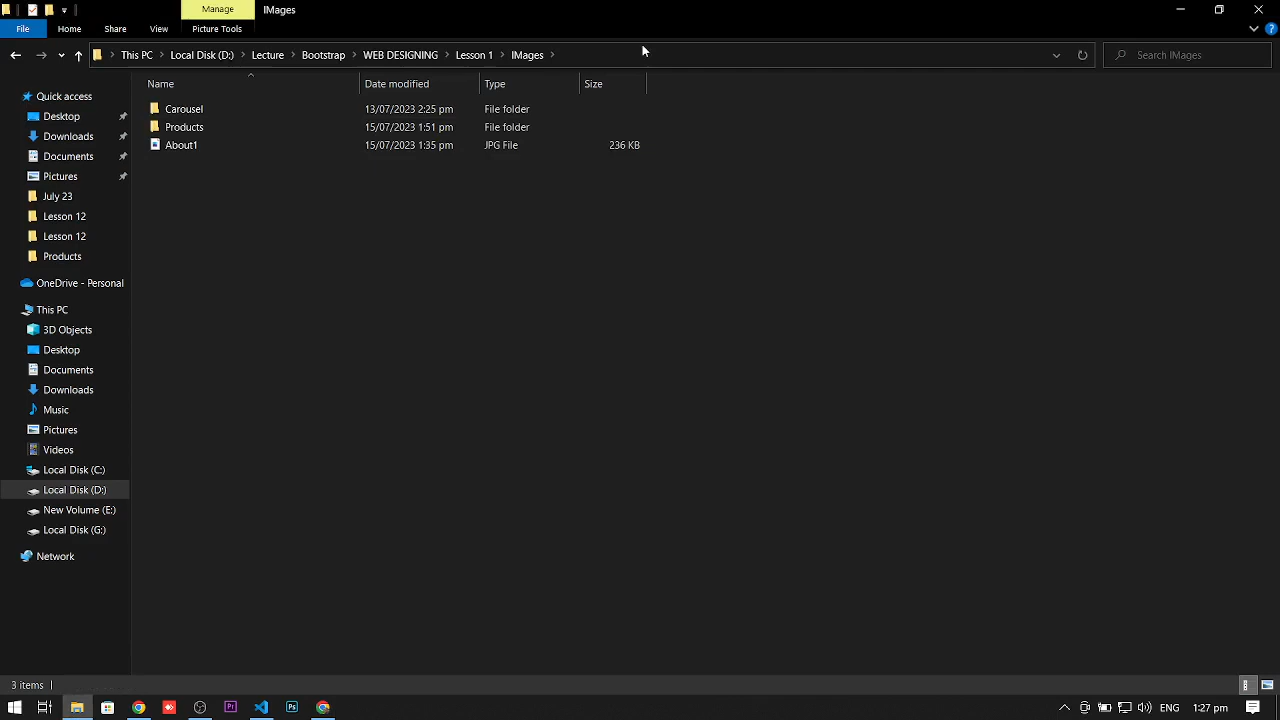 Manage IMages
File Home Share View Picture Tools
This PC Local Disk (D:) Lecture Bootstrap WEB DESIGNING Lesson 1 IMages Search IMages
Name Date modified Type Size
Quick access
Desktop
Downloads
Documents
Pictures
July 23
Lesson 12
Lesson 12
Products
OneDrive - Personal
This PC
3D Objects
Desktop
Documents
Downloads
Music
Pictures
Videos
Local Disk (C:)
Local Disk (D:)
New Volume (E:)
Local Disk (G:)
Network
Carousel 13/07/2023 2:25 pm File folder
Products 15/07/2023 1:51 pm File folder
About1 15/07/2023 1:35 pm JPG File 236 KB
3 items
Pr Ps ENG 1:27 pm